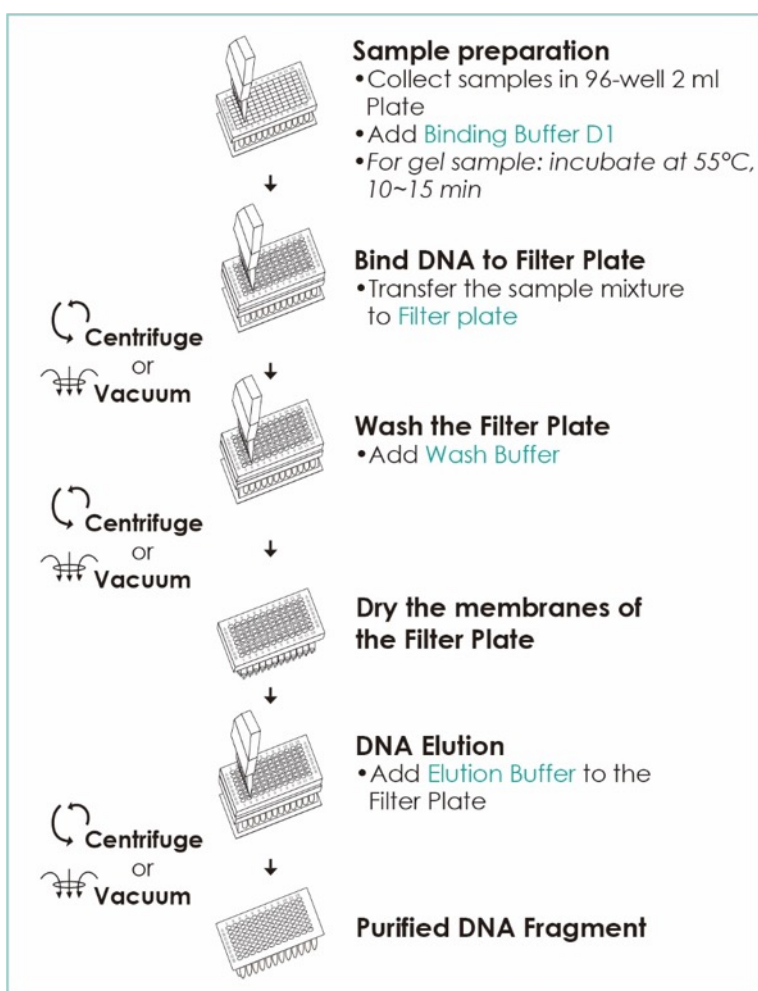 Sample preparation
•Collect samples in 96-well 2 ml
Plate
•Add Binding Buffer D1
•For gel sample: incubate at 55°C,
10~15 min
Bind DNA to Filter Plate
•Transfer the sample mixture
to Filter plate
Centrifuge
or
Vacuum
Wash the Filter Plate
•Add Wash Buffer
Centrifuge
or
Vacuum
Dry the membranes of
the Filter Plate
DNA Elution
•Add Elution Buffer to the
Filter Plate
Centrifuge
or
Vacuum
Purified DNA Fragment